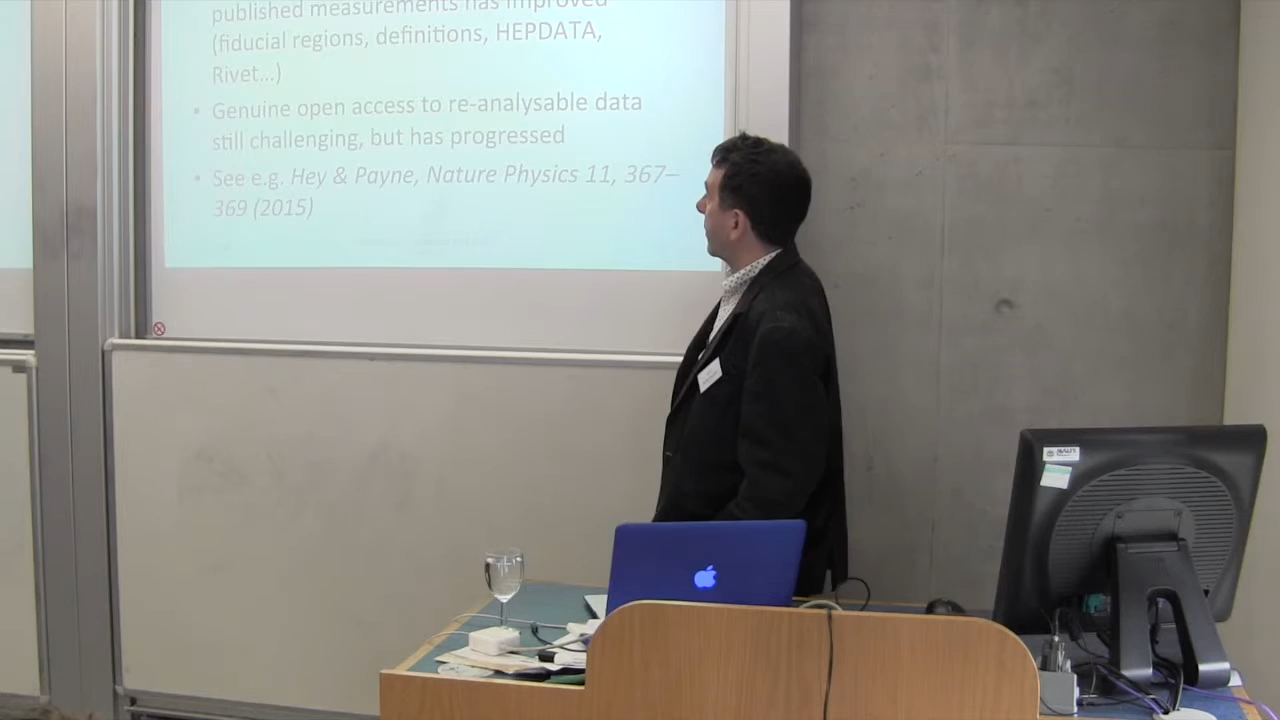 published measurements has improved
(fiducial regions, definitions, HEPDATA,
Rivet...)
• Genuine open access to re-analysable data
still challenging, but has progressed
• See e.g. Hey & Payne, Nature Physics 11, 367–
369 (2015)